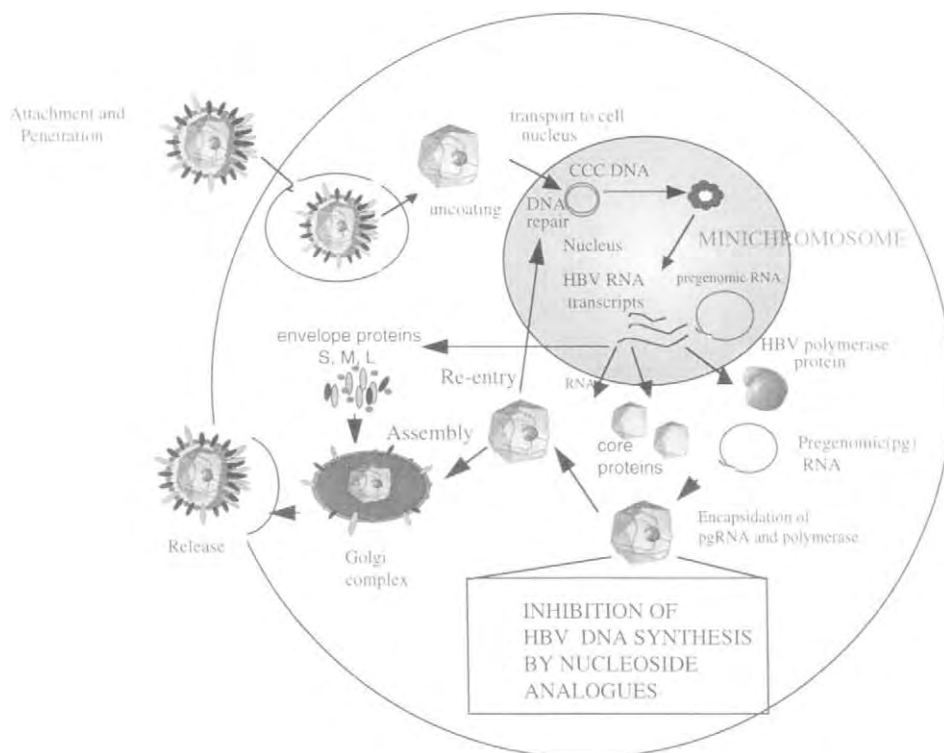 Attachment and
Penetration
transport to cell
nucleus
uncoating
CCC DNA
DNA
repair
Nucleus
MINICHROMOSOME
HBV RNA
transcripts
pregenomic RNA
envelope proteins
S, M, L
HBV polymerase
protein
Re-entry
RNA
Assembly
core
proteins
Pregenomic(pg)
RNA
Release
Golgi
complex
Encapsidation of
pgRNA and polymerase
INHIBITION OF
HBV DNA SYNTHESIS
BY NUCLEOSIDE
ANALOGUES